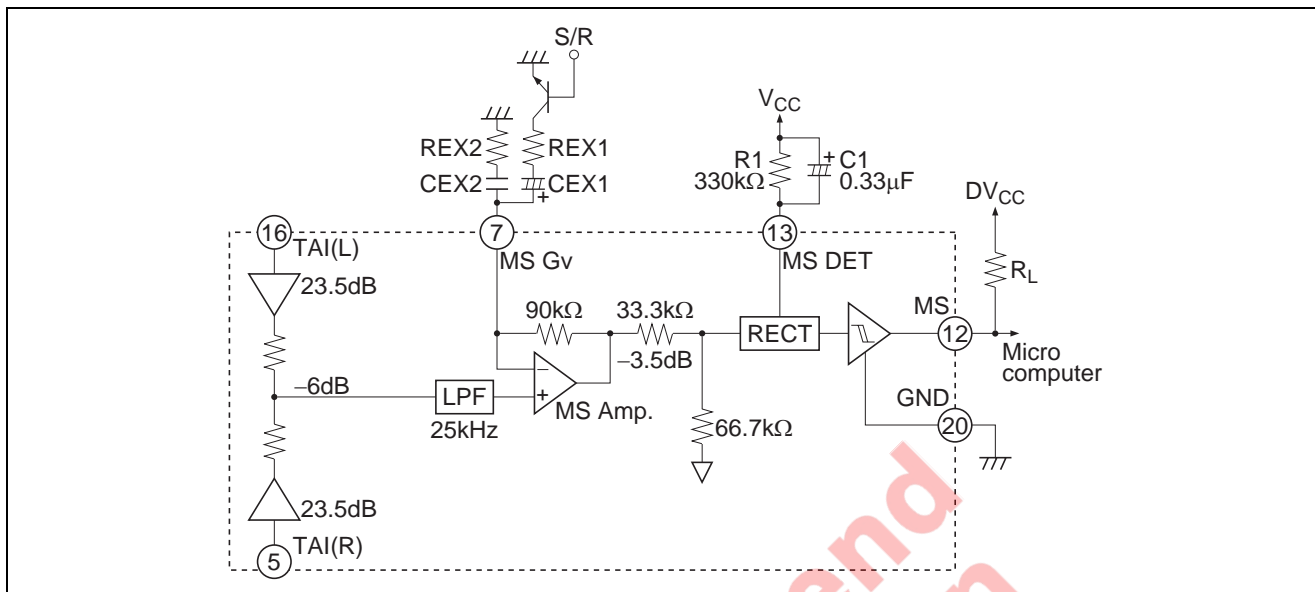 S/R
REX2
REX1
CEX2
CEX1
+
VCC
R1
330kΩ
+
C1
0.33μF
DVCC
RL
16
TAI(L)
23.5dB
7
MS Gv
13
MS DET
90kΩ
33.3kΩ
–3.5dB
RECT
MS
12
Micro
computer
–6dB
LPF
25kHz
–
+
MS Amp.
66.7kΩ
GND
20
23.5dB
5
TAI(R)
end